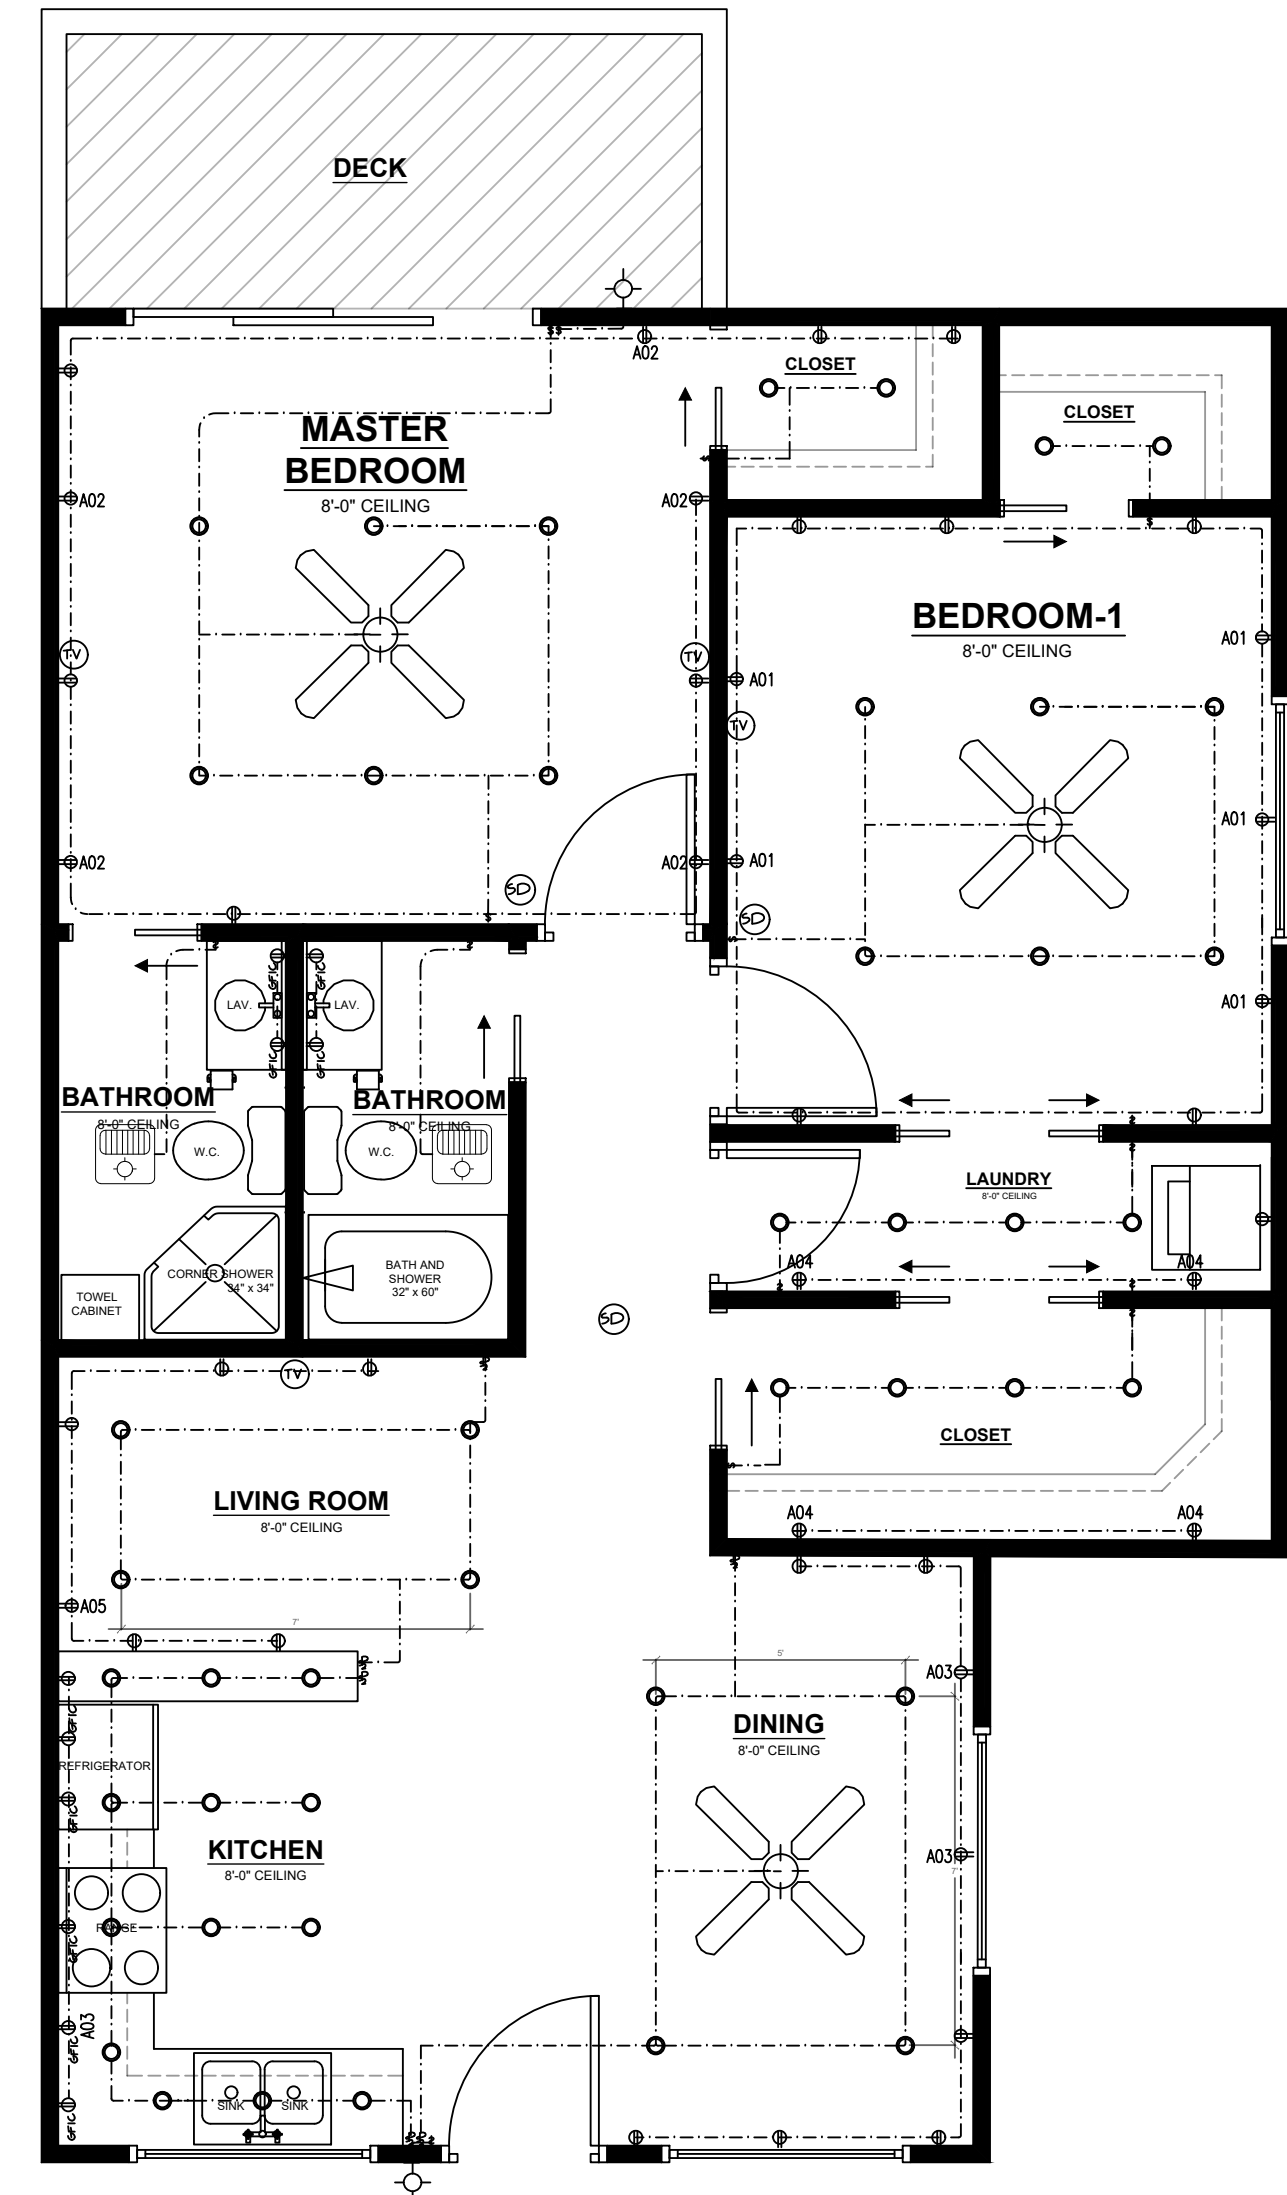 DECK
A02
CLOSET
CLOSET
MASTER
BEDROOM
8'-0" CEILING
A02
A02
BEDROOM-1
8'-0" CEILING
A01
TV
TV
A01
TV
A01
A02
A02
A01
SD
SD
GFIC
GFIC
LAV.
LAV.
A01
GFIC
GFIC
BATHROOM
8'-0" CEILING
BATHROOM
8'-0" CEILING
W.C.
W.C.
LAUNDRY
8'-0" CEILING
A04
A04
CORNER SHOWER
34" x 34"
BATH AND
SHOWER
32" x 60"
TOWEL
CABINET
SD
TV
CLOSET
LIVING ROOM
8'-0" CEILING
A04
A04
A05
7'
5'
A03
GFIC
DINING
8'-0" CEILING
REFRIGERATOR
GFIC
KITCHEN
8'-0" CEILING
A03
7'
RANGE
GFIC
A03
GFIC
SINK
SINK
GFIC